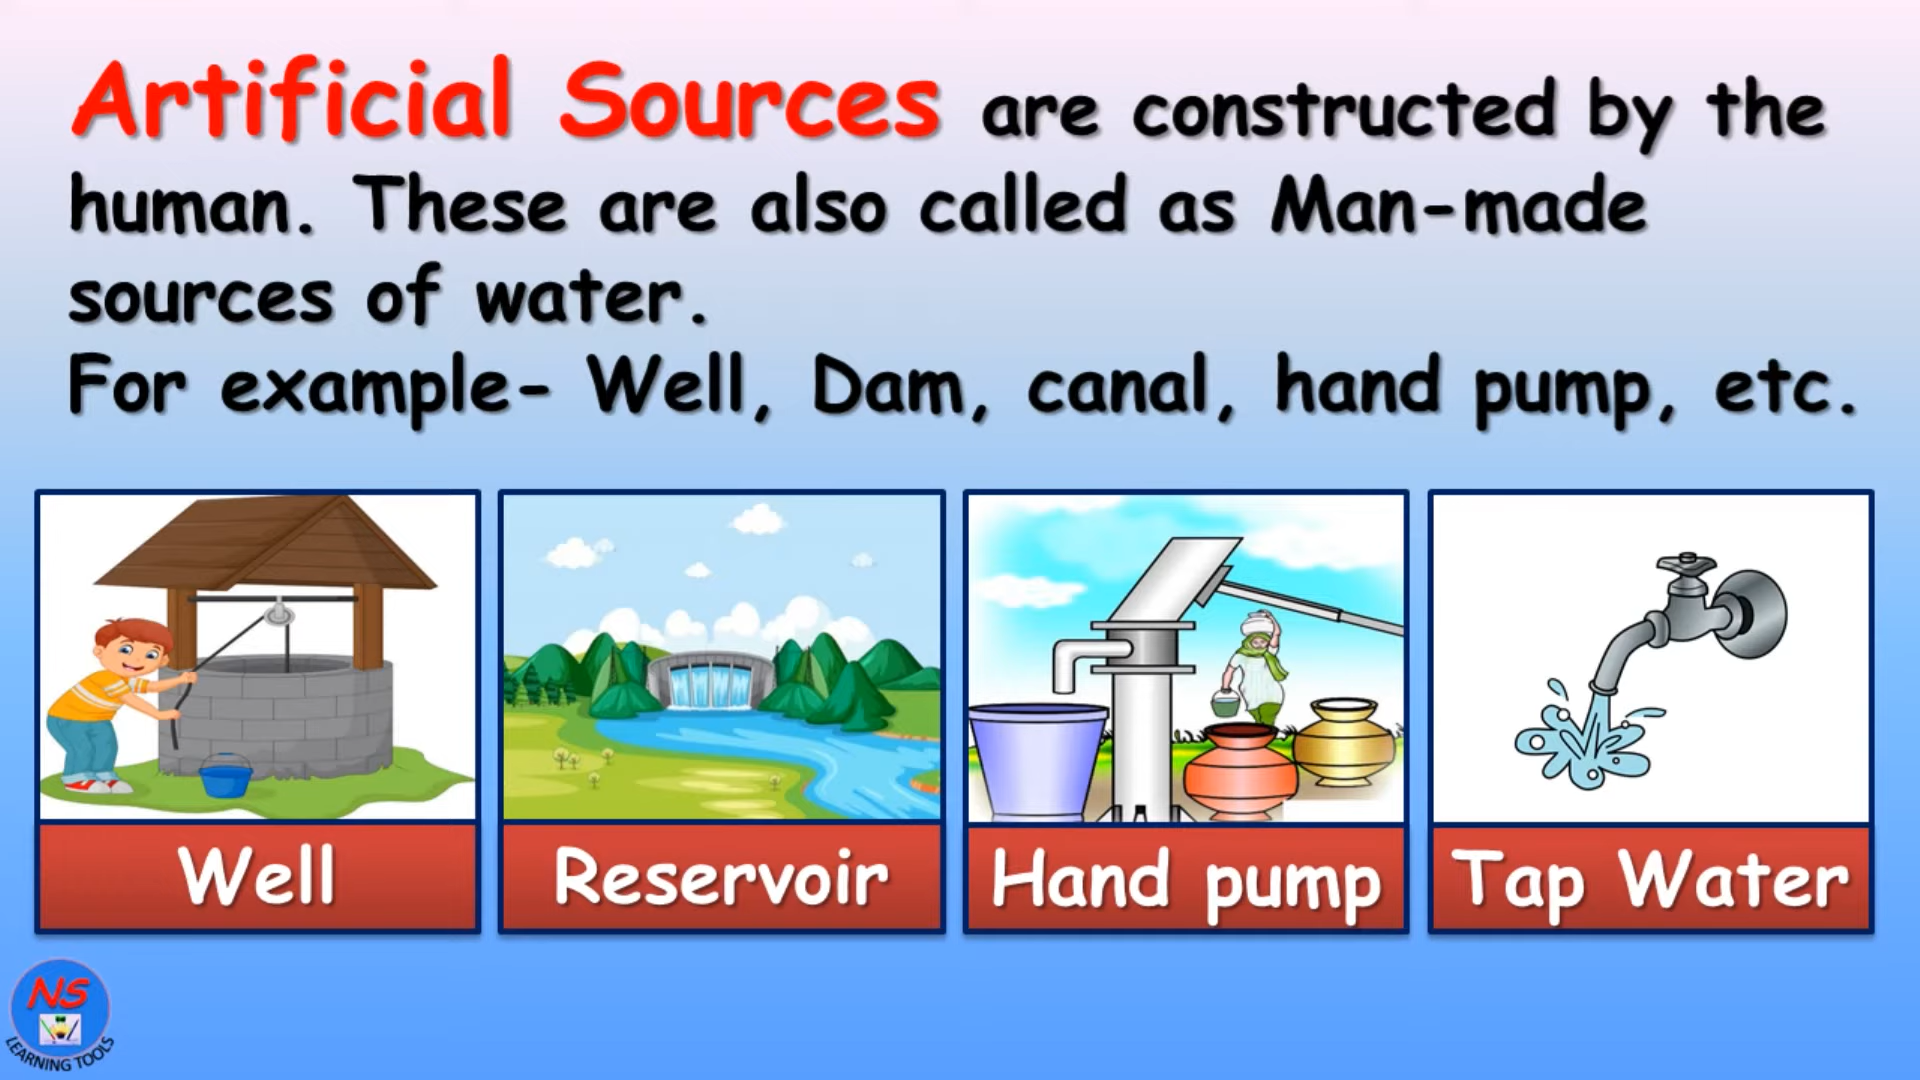 Artificial Sources are constructed by the
human. These are also called as Man-made
sources of water.
For example- Well, Dam, canal, hand pump, etc.
Well
Reservoir
Hand pump
Tap Water
NS
LEARNING TOOLS